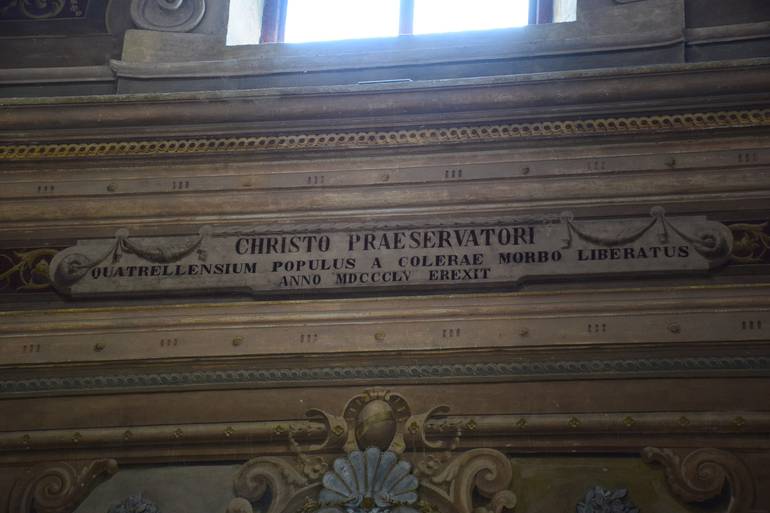 CHRISTO PRAESERVATORI
QUATRELLENSIUM POPULUS A COLERAE MORBO LIBERATUS
ANNO MDCCCLV EREXIT